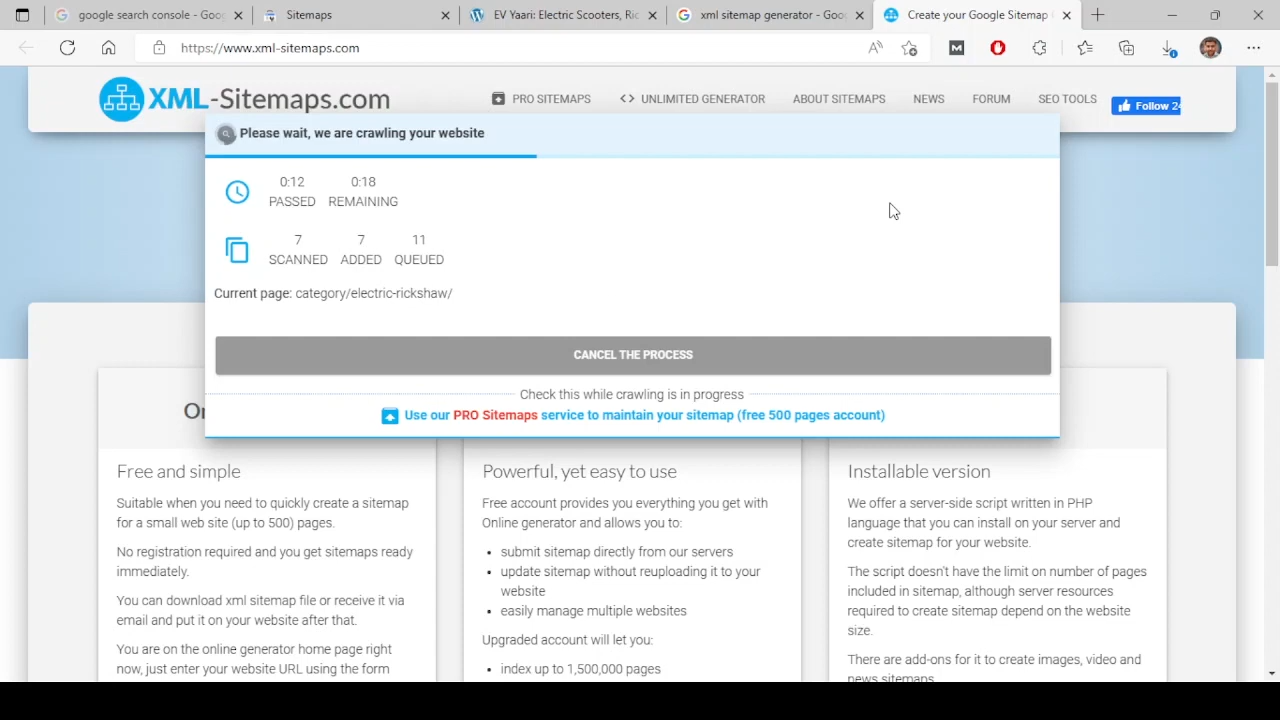 google search console - Goo
Sitemaps
EV Yaari: Electric Scooters, Ric
xml sitemap generator - Goo
Create your Google Sitemap
https://www.xml-sitemaps.com
XML-Sitemaps.com
PRO SITEMAPS
UNLIMITED GENERATOR
ABOUT SITEMAPS
NEWS
FORUM
SEO TOOLS
Follow 24
Please wait, we are crawling your website
0:12 0:18
PASSED REMAINING
7 7 11
SCANNED ADDED QUEUED
Current page: category/electric-rickshaw/
CANCEL THE PROCESS
Check this while crawling is in progress
Use our PRO Sitemaps service to maintain your sitemap (free 500 pages account)
Free and simple
Suitable when you need to quickly create a sitemap
for a small web site (up to 500) pages.
No registration required and you get sitemaps ready
immediately.
You can download xml sitemap file or receive it via
email and put it on your website after that.
You are on the online generator home page right
now, just enter your website URL using the form
Powerful, yet easy to use
Free account provides you everything you get with
Online generator and allows you to:
• submit sitemap directly from our servers
• update sitemap without reuploading it to your
website
• easily manage multiple websites
Upgraded account will let you:
• index up to 1,500,000 pages
Installable version
We offer a server-side script written in PHP
language that you can install on your server and
create sitemap for your website.
The script doesn't have the limit on number of pages
included in sitemap, although server resources
required to create sitemap depend on the website
size.
There are add-ons for it to create images, video and
news sitemaps